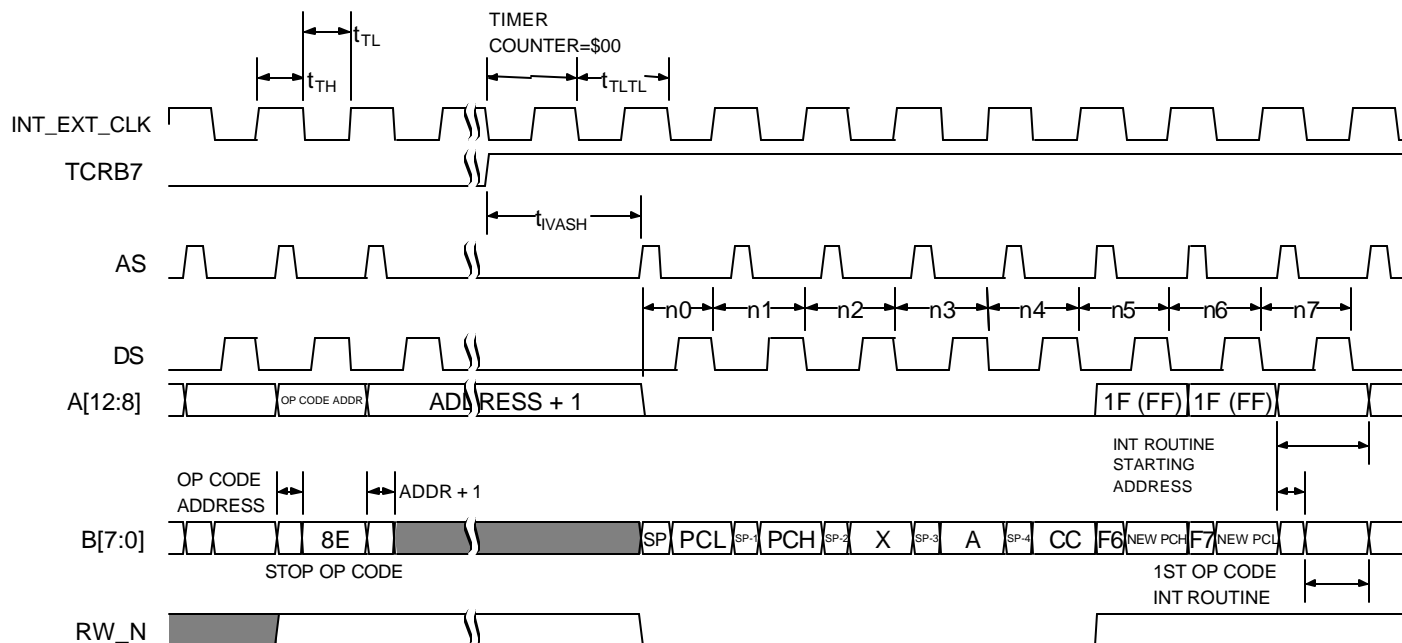 TIMER
COUNTER=$00
tTL
tTH
tTLTL
INT_EXT_CLK
TCRB7
tIVASH
AS
n0 n1 n2 n3 n4 n5 n6 n7
DS
A[12:8]
OP CODE ADDR
ADDRESS + 1
1F (FF) 1F (FF)
INT ROUTINE
STARTING
ADDRESS
OP CODE
ADDRESS
ADDR + 1
B[7:0]
8E
SP PCL SP-1 PCH SP-2 X SP-3 A SP-4 CC F6 NEW PCH F7 NEW PCL
STOP OP CODE
1ST OP CODE
INT ROUTINE
RW_N